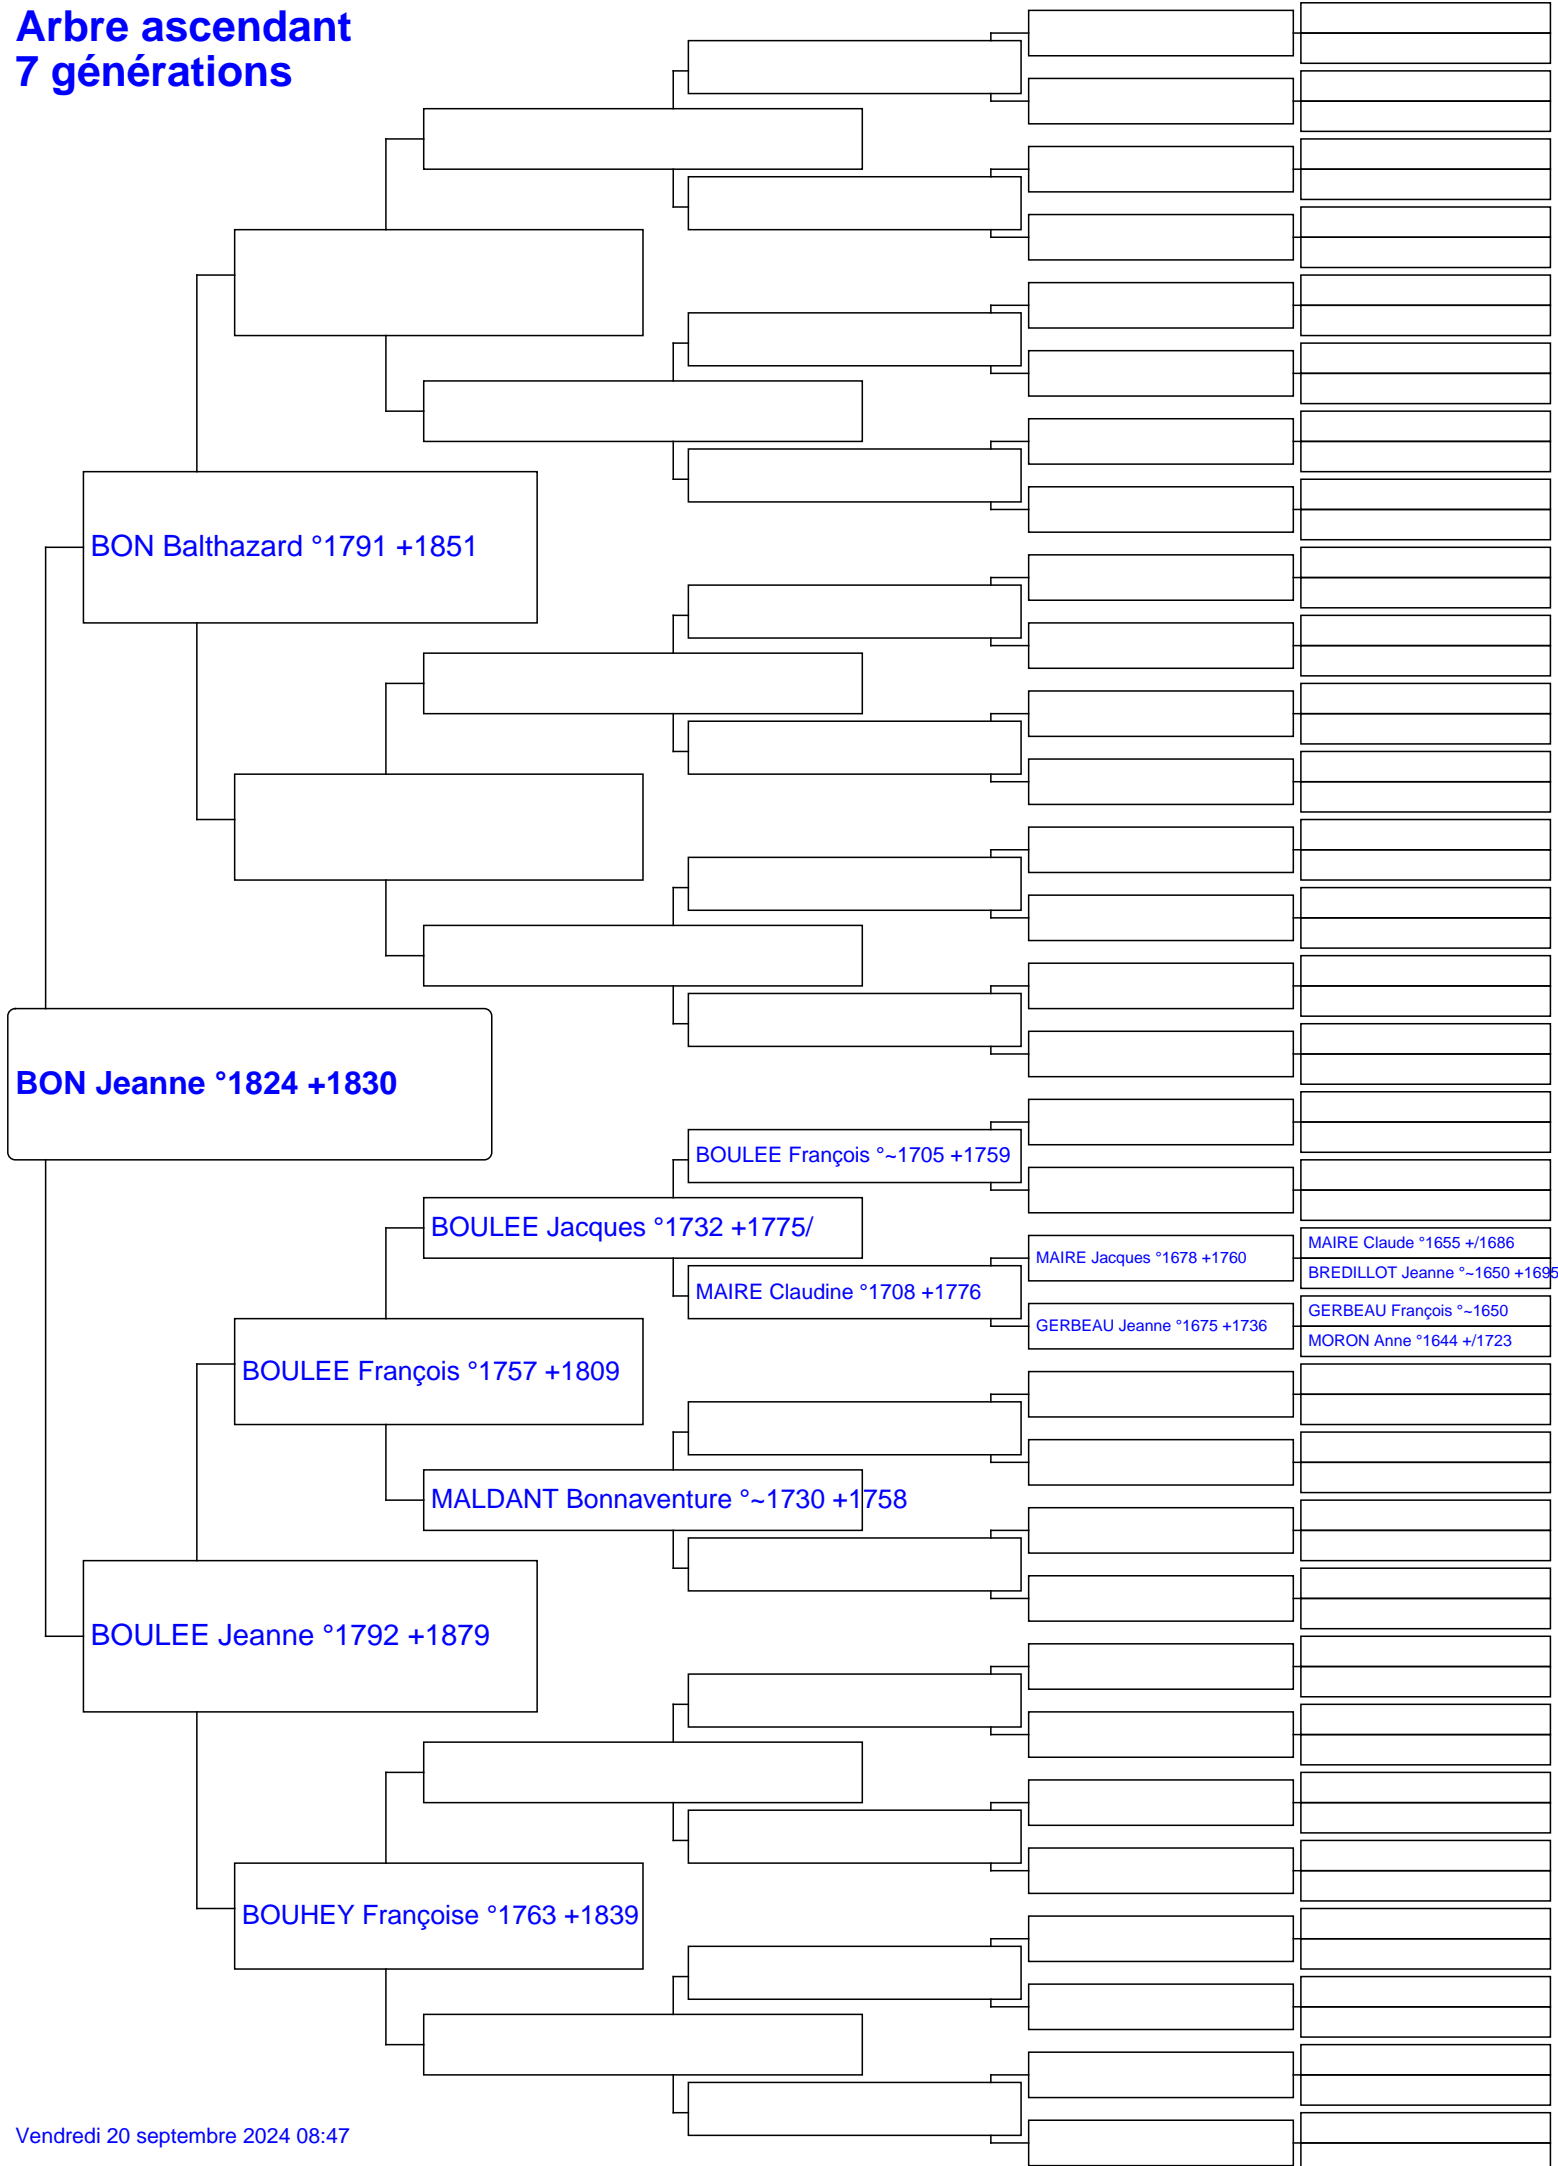 Arbre ascendant
7 générations
BON Balthazard °1791 +1851
BON Jeanne °1824 +1830
BOULEE François °~1705 +1759
BOULEE Jacques °1732 +1775/
MAIRE Claude °1655 +/1686
MAIRE Jacques °1678 +1760
BREDILLOT Jeanne °~1650 +1695
MAIRE Claudine °1708 +1776
GERBEAU François °~1650
GERBEAU Jeanne °1675 +1736
MORON Anne °1644 +/1723
BOULEE François °1757 +1809
MALDANT Bonnaventure °~1730 +1758
BOULEE Jeanne °1792 +1879
BOUHEY Françoise °1763 +1839
Vendredi 20 septembre 2024 08:47